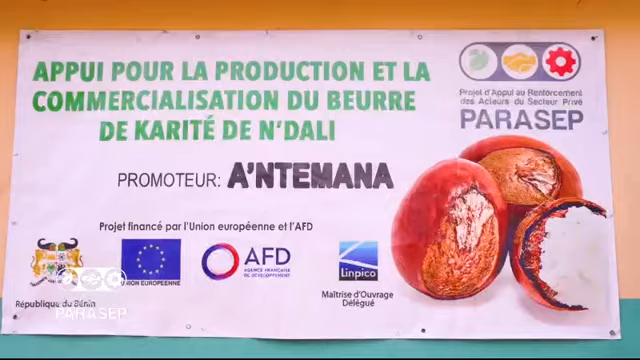 APPUI POUR LA PRODUCTION ET LA
COMMERCIALISATION DU BEURRE
DE KARITÉ DE N'DALI
Projet d'Appui au Renforcement
des Acteurs du Secteur Privé
PARASEP
PROMOTEUR: A'NTEMANA
Projet financé par l'Union européenne et l'AFD
République du Bénin
UNION EUROPÉENNE
AFD
AGENCE FRANÇAISE
DE DÉVELOPPEMENT
Linpico
Maîtrise d'Ouvrage
Délégué
PARASEP